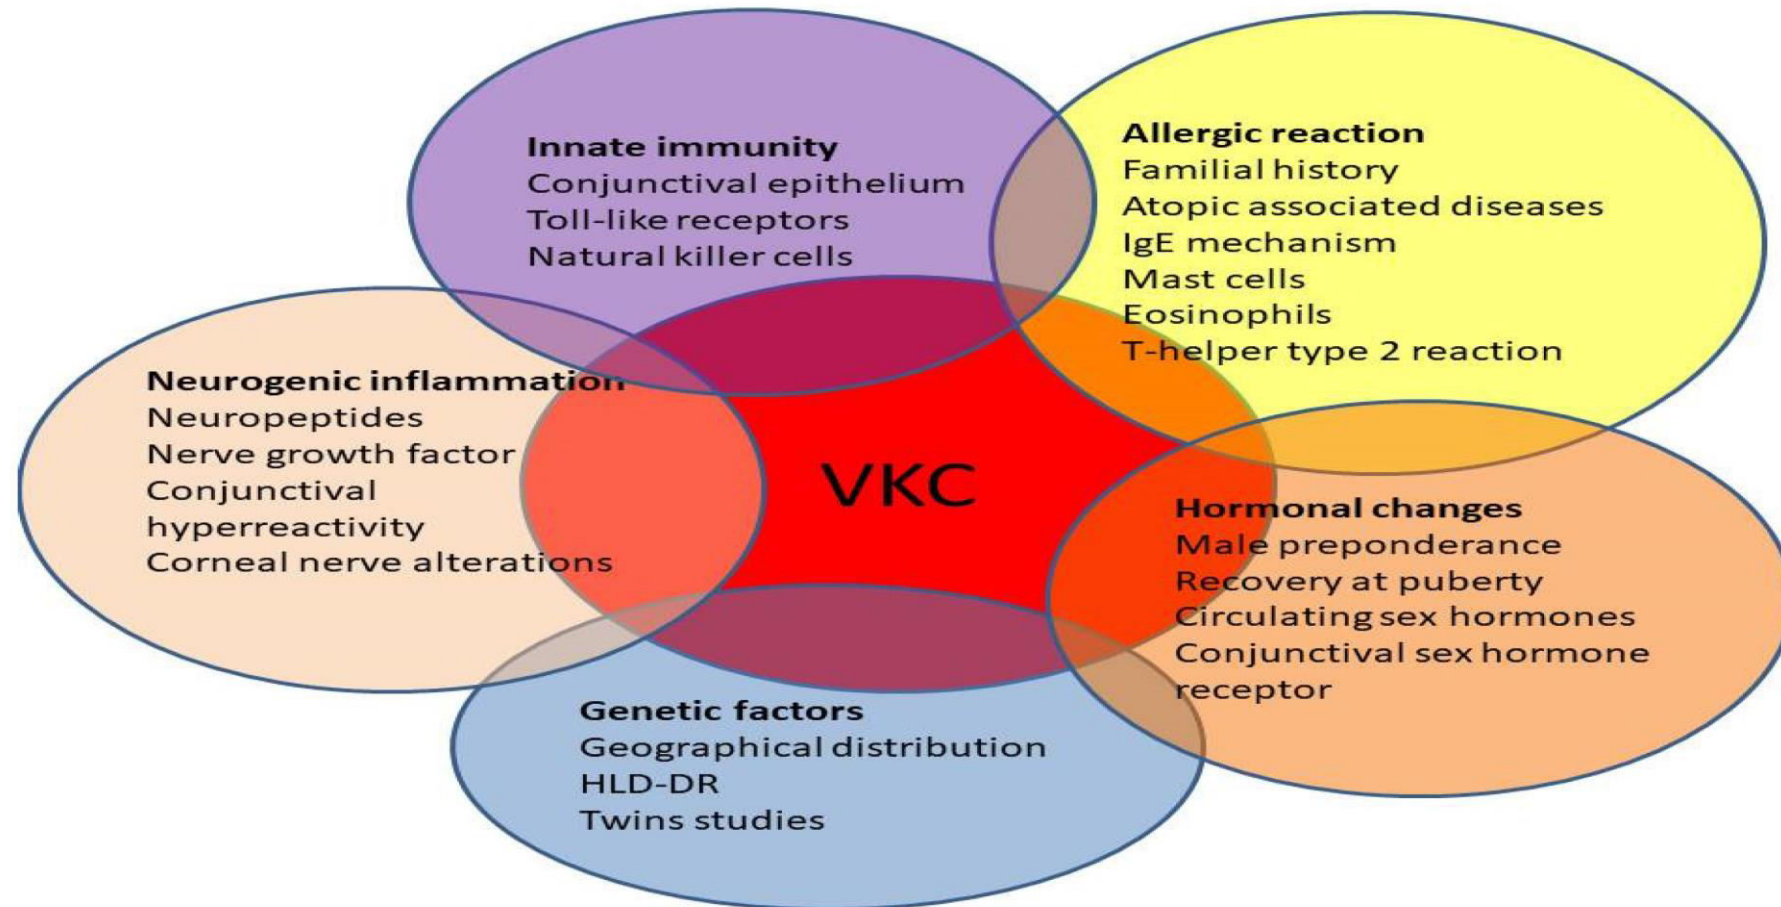 Innate immunity
Conjunctival epithelium
Toll-like receptors
Natural killer cells
Allergic reaction
Familial history
Atopic associated diseases
IgE mechanism
Mast cells
Eosinophils
T-helper type 2 reaction
Neurogenic inflammation
Neuropeptides
Nerve growth factor
Conjunctival
hyperreactivity
Corneal nerve alterations
VKC
Hormonal changes
Male preponderance
Recovery at puberty
Circulating sex hormones
Conjunctival sex hormone
receptor
Genetic factors
Geographical distribution
HLD-DR
Twins studies